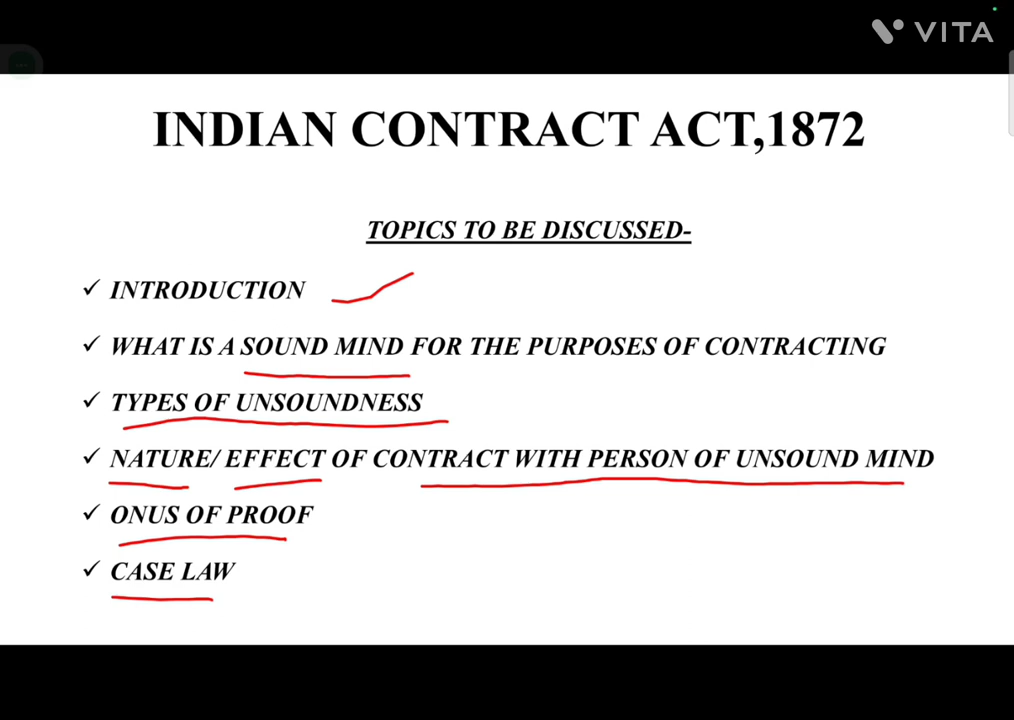 VITA
INDIAN CONTRACT ACT,1872
TOPICS TO BE DISCUSSED-
✓ INTRODUCTION
✓ WHAT IS A SOUND MIND FOR THE PURPOSES OF CONTRACTING
✓ TYPES OF UNSOUNDNESS
✓ NATURE/ EFFECT OF CONTRACT WITH PERSON OF UNSOUND MIND
✓ ONUS OF PROOF
✓ CASE LAW